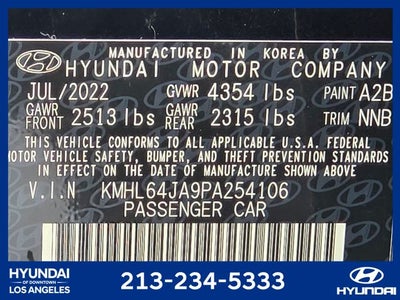 MANUFACTURED IN KOREA BY
HYUNDAI MOTOR COMPANY
JUL/2022 GVWR 4354 lbs PAINT A2B
GAWR FRONT 2513 lbs GAWR REAR 2315 lbs TRIM NNB
THIS VEHICLE CONFORMS TO ALL APPLICABLE U.S.A. FEDERAL
MOTOR VEHICLE SAFETY, BUMPER, AND THEFT PREVENTION STANDARDS
IN EFFECT ON THE DATE OF MANUFACTURE SHOWN ABOVE.
V.I.N KMHL64JA9PA254106
PASSENGER CAR
HYUNDAI
OF DOWNTOWN
LOS ANGELES
213-234-5333
HYUNDAI